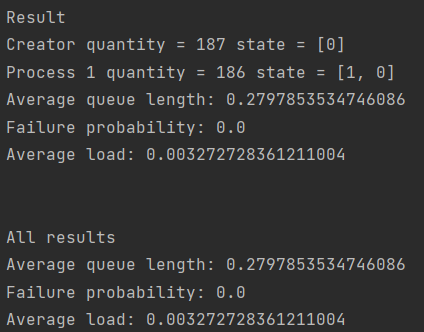 Result
Creator quantity = 187 state = [0]
Process 1 quantity = 186 state = [1, 0]
Average queue length: 0.2797853534746086
Failure probability: 0.0
Average load: 0.003272728361211004
All results
Average queue length: 0.2797853534746086
Failure probability: 0.0
Average load: 0.003272728361211004